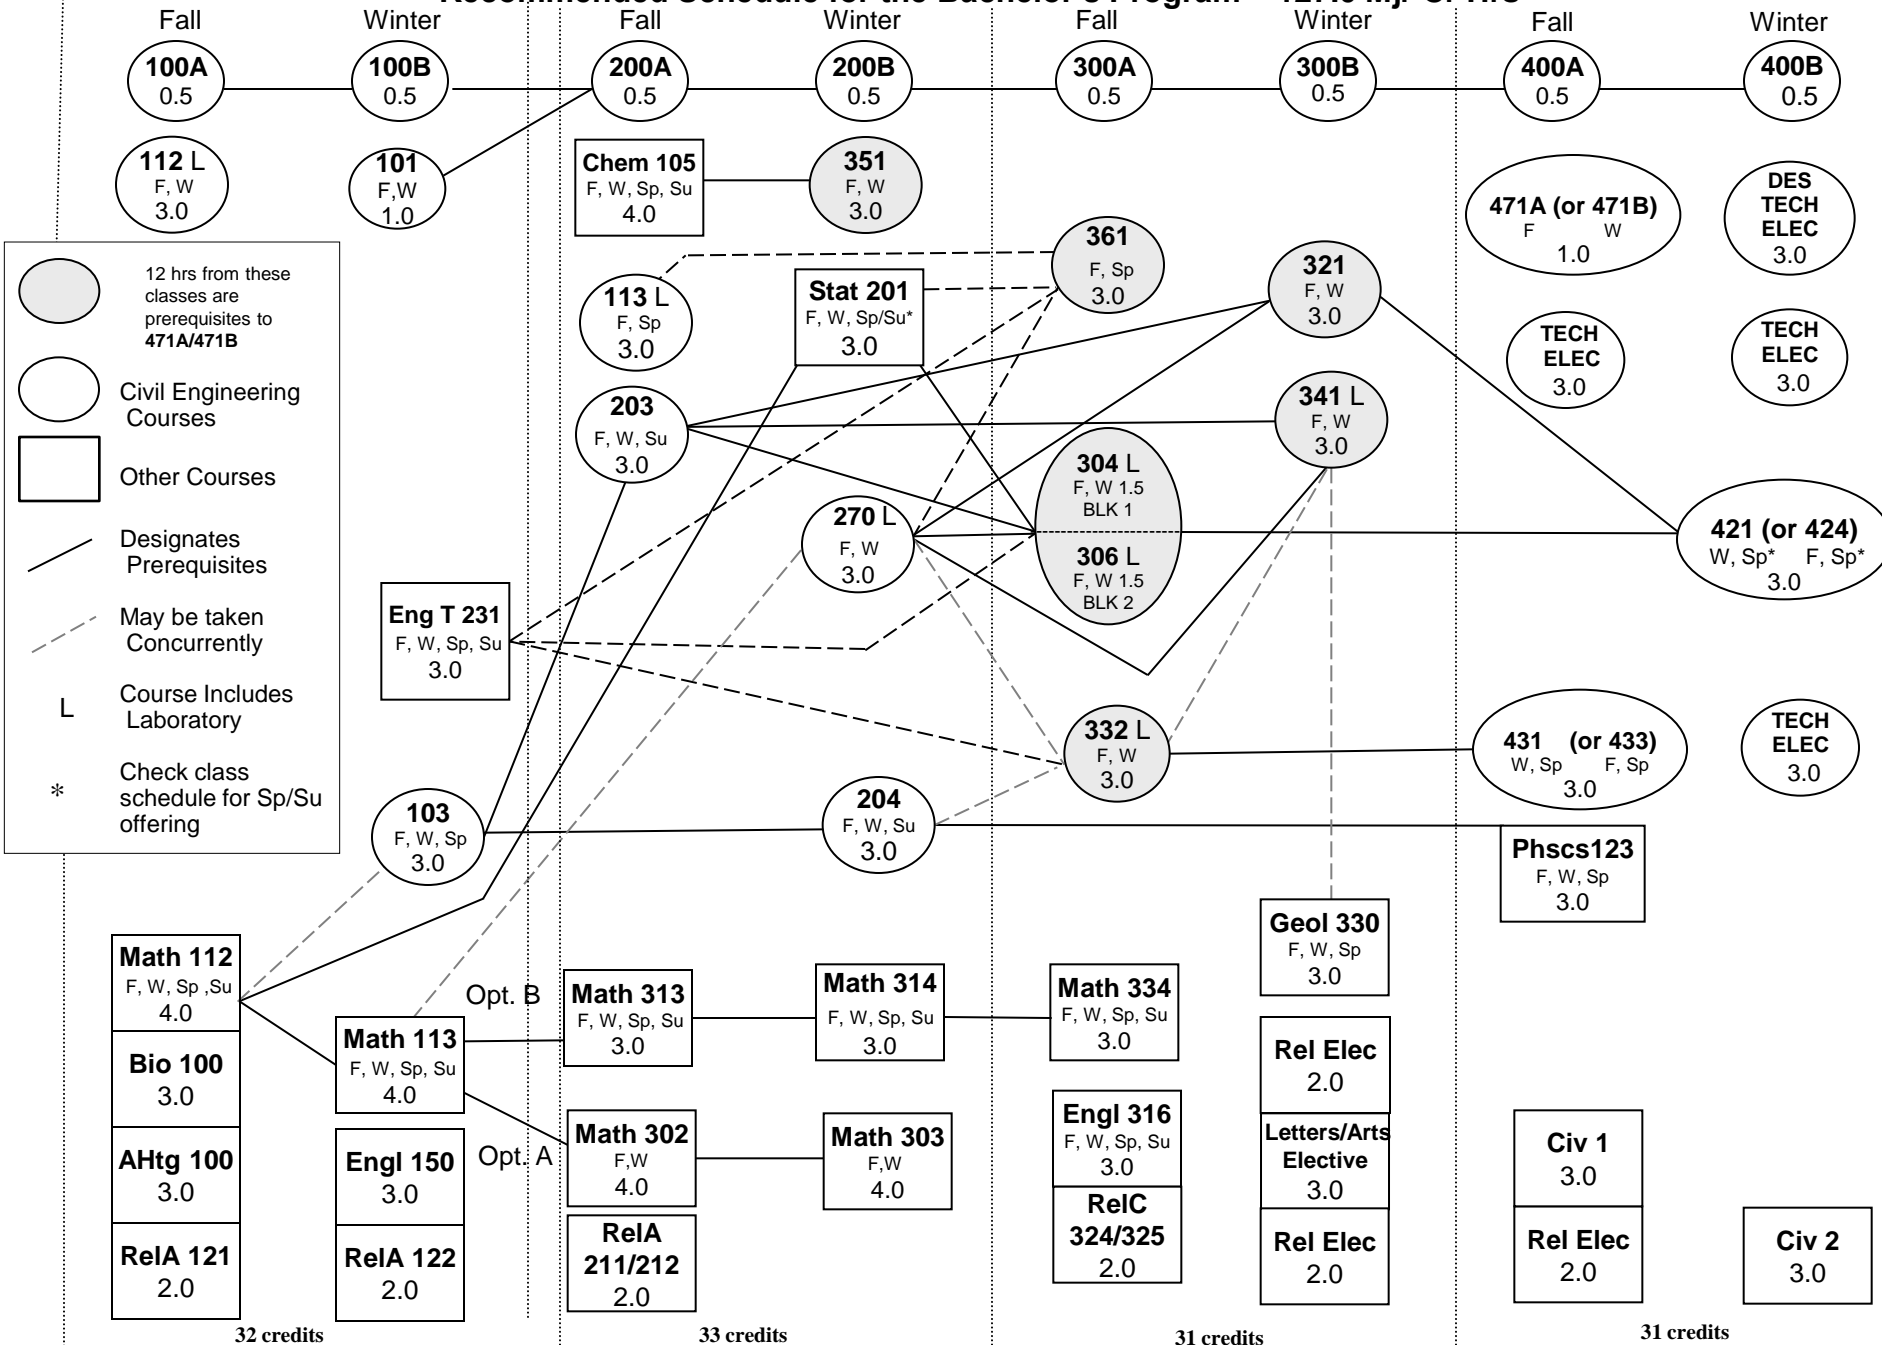 Fall
Winter
Fall
Winter
Fall
Winter
Fall
Winter
100A
0.5
100B
0.5
200A
0.5
200B
0.5
300A
0.5
300B
0.5
400A
0.5
400B
0.5
112 L
F, W
3.0
101
F,W
1.0
Chem 105
F, W, Sp, Su
4.0
351
F, W
3.0
471A (or 471B)
F W
1.0
DES
TECH
ELEC
3.0
12 hrs from these
classes are
prerequisites to
471A/471B
Civil Engineering
Courses
Other Courses
Designates
Prerequisites
May be taken
Concurrently
L
Course Includes
Laboratory
*
Check class
schedule for Sp/Su
offering
113 L
F, Sp
3.0
Stat 201
F, W, Sp/Su*
3.0
361
F, Sp
3.0
321
F, W
3.0
TECH
ELEC
3.0
TECH
ELEC
3.0
203
F, W, Su
3.0
341 L
F, W
3.0
270 L
F, W
3.0
304 L
F, W 1.5
BLK 1
306 L
F, W 1.5
BLK 2
421 (or 424)
W, Sp* F, Sp*
3.0
Eng T 231
F, W, Sp, Su
3.0
332 L
F, W
3.0
431 (or 433)
W, Sp F, Sp
3.0
TECH
ELEC
3.0
103
F, W, Sp
3.0
204
F, W, Su
3.0
Phscs123
F, W, Sp
3.0
Geol 330
F, W, Sp
3.0
Math 112
F, W, Sp ,Su
4.0
Opt. B
Math 113
F, W, Sp, Su
4.0
Math 313
F, W, Sp, Su
3.0
Math 314
F, W, Sp, Su
3.0
Math 334
F, W, Sp, Su
3.0
Bio 100
3.0
Rel Elec
2.0
AHtg 100
3.0
Engl 150
3.0
Opt. A
Math 302
F,W
4.0
Math 303
F,W
4.0
Engl 316
F, W, Sp, Su
3.0
Letters/Arts
Elective
3.0
Civ 1
3.0
RelA 121
2.0
RelA 122
2.0
RelA
211/212
2.0
RelC
324/325
2.0
Rel Elec
2.0
Rel Elec
2.0
Civ 2
3.0
32 credits
33 credits
31 credits
31 credits